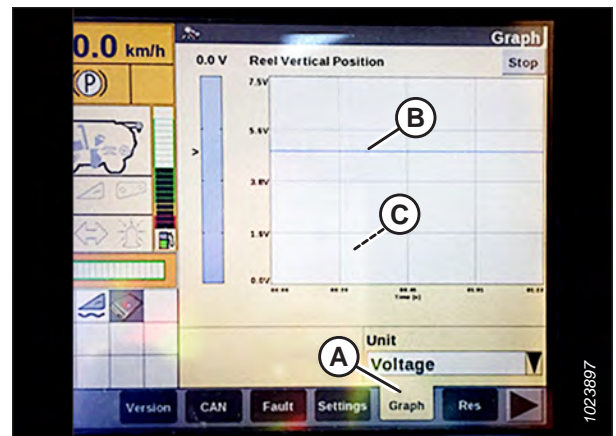 0.0 km/h
Graph
0.0 V
Reel Vertical Position
Stop
(P)
7.5V
B
5.6V
V
3.8V
C
1.9V
0.0V
Time [s]
Unit
A
Voltage
Version
CAN
Fault
Settings
Graph
Res
1023897